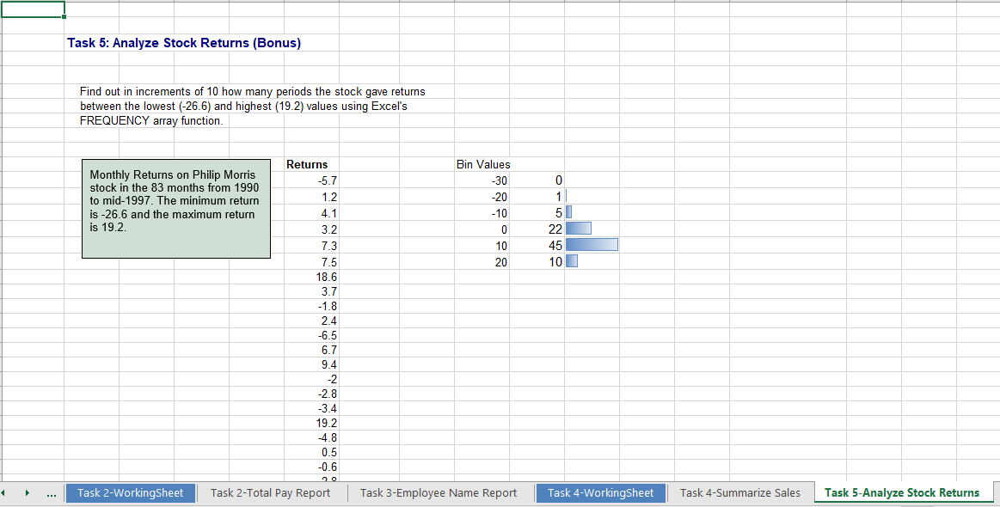 Task 5: Analyze Stock Returns (Bonus)
Find out in increments of 10 how many periods the stock gave returns
between the lowest (-26.6) and highest (19.2) values using Excel's
FREQUENCY array function.
Monthly Returns on Philip Morris
stock in the 83 months from 1990
to mid-1997. The minimum return
is -26.6 and the maximum return
is 19.2.
Returns
-5.7
1.2
4.1
3.2
7.3
7.5
18.6
3.7
-1.8
2.4
-6.5
6.7
9.4
-2
-2.8
-3.4
19.2
-4.8
0.5
-0.6
Bin Values
-30 0
-20 1
-10 5
0 22
10 45
20 10
... Task 2-WorkingSheet Task 2-Total Pay Report Task 3-Employee Name Report Task 4-WorkingSheet Task 4-Summarize Sales Task 5-Analyze Stock Returns